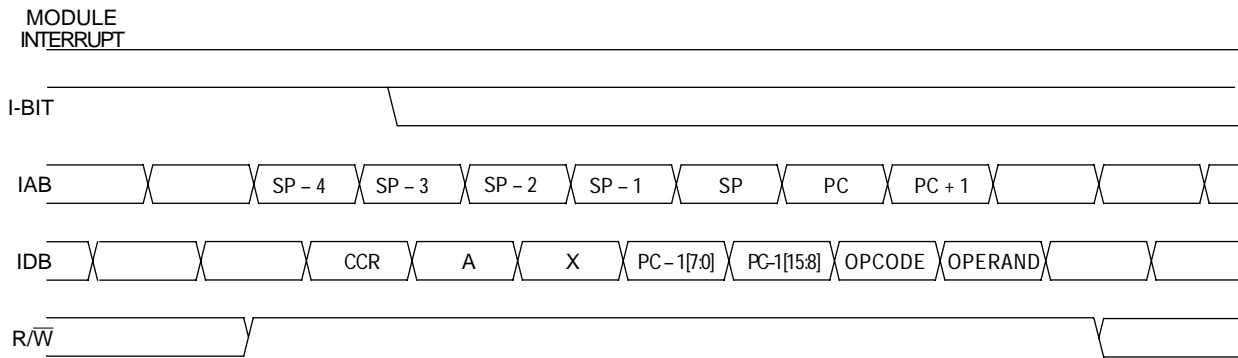 MODULE
INTERRUPT
I-BIT
IAB SP – 4 SP – 3 SP – 2 SP – 1 SP PC PC + 1
IDB CCR A X PC – 1[7:0] PC–1[15:8] OPCODE OPERAND
R/W̅